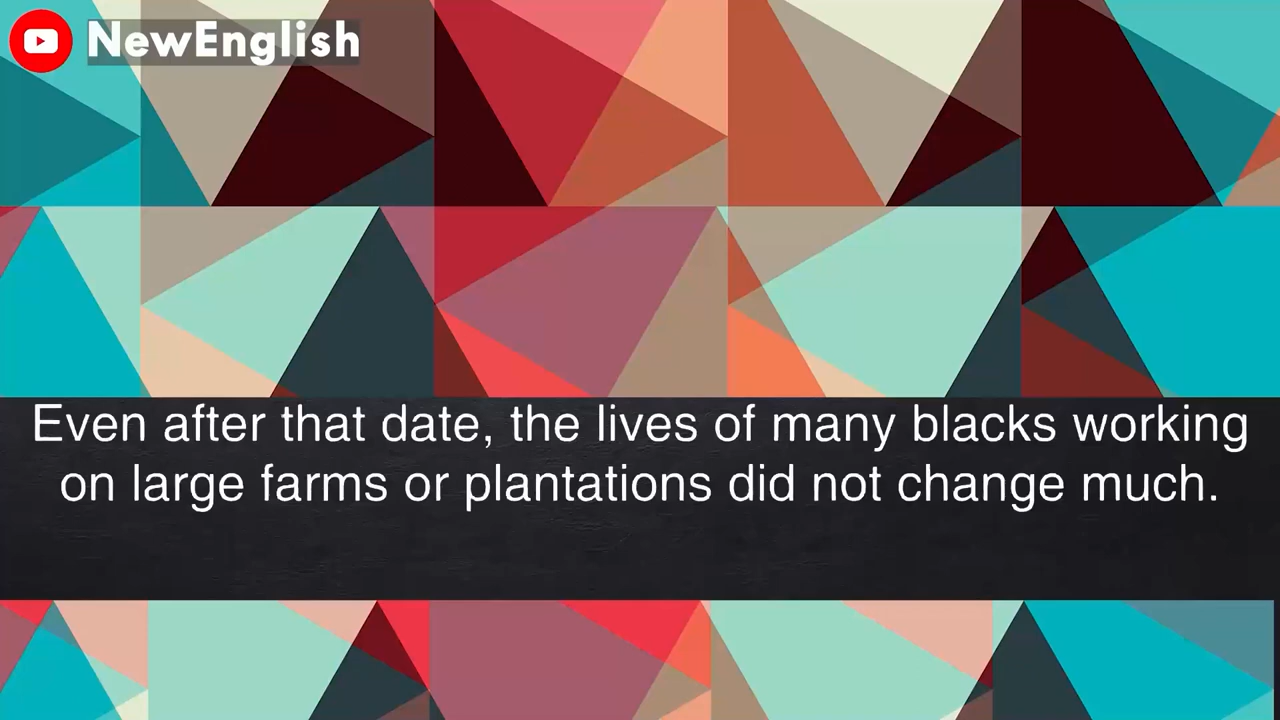 NewEnglish
Even after that date, the lives of many blacks working
on large farms or plantations did not change much.